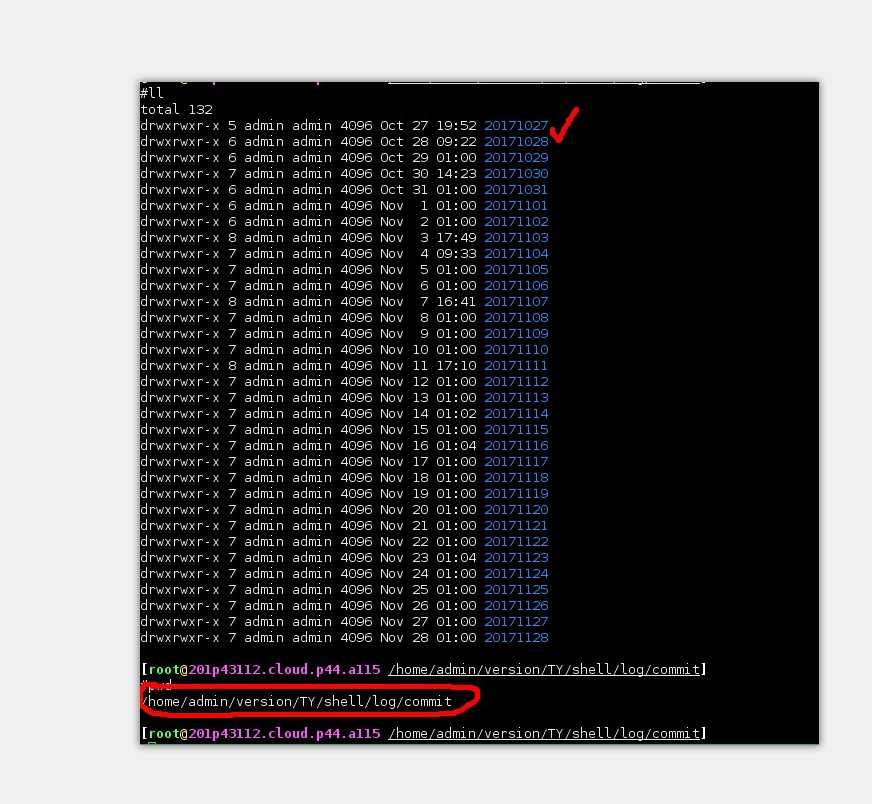 #ll
total 132
drwxrwxr-x 5 admin admin 4096 Oct 27 19:52 20171027
drwxrwxr-x 6 admin admin 4096 Oct 28 09:22 20171028
drwxrwxr-x 6 admin admin 4096 Oct 29 01:00 20171029
drwxrwxr-x 7 admin admin 4096 Oct 30 14:23 20171030
drwxrwxr-x 6 admin admin 4096 Oct 31 01:00 20171031
drwxrwxr-x 6 admin admin 4096 Nov  1 01:00 20171101
drwxrwxr-x 6 admin admin 4096 Nov  2 01:00 20171102
drwxrwxr-x 8 admin admin 4096 Nov  3 17:49 20171103
drwxrwxr-x 7 admin admin 4096 Nov  4 09:33 20171104
drwxrwxr-x 7 admin admin 4096 Nov  5 01:00 20171105
drwxrwxr-x 7 admin admin 4096 Nov  6 01:00 20171106
drwxrwxr-x 8 admin admin 4096 Nov  7 16:41 20171107
drwxrwxr-x 7 admin admin 4096 Nov  8 01:00 20171108
drwxrwxr-x 7 admin admin 4096 Nov  9 01:00 20171109
drwxrwxr-x 7 admin admin 4096 Nov 10 01:00 20171110
drwxrwxr-x 8 admin admin 4096 Nov 11 17:10 20171111
drwxrwxr-x 7 admin admin 4096 Nov 12 01:00 20171112
drwxrwxr-x 7 admin admin 4096 Nov 13 01:00 20171113
drwxrwxr-x 7 admin admin 4096 Nov 14 01:02 20171114
drwxrwxr-x 7 admin admin 4096 Nov 15 01:00 20171115
drwxrwxr-x 7 admin admin 4096 Nov 16 01:04 20171116
drwxrwxr-x 7 admin admin 4096 Nov 17 01:00 20171117
drwxrwxr-x 7 admin admin 4096 Nov 18 01:00 20171118
drwxrwxr-x 7 admin admin 4096 Nov 19 01:00 20171119
drwxrwxr-x 7 admin admin 4096 Nov 20 01:00 20171120
drwxrwxr-x 7 admin admin 4096 Nov 21 01:00 20171121
drwxrwxr-x 7 admin admin 4096 Nov 22 01:00 20171122
drwxrwxr-x 7 admin admin 4096 Nov 23 01:04 20171123
drwxrwxr-x 7 admin admin 4096 Nov 24 01:00 20171124
drwxrwxr-x 7 admin admin 4096 Nov 25 01:00 20171125
drwxrwxr-x 7 admin admin 4096 Nov 26 01:00 20171126
drwxrwxr-x 7 admin admin 4096 Nov 27 01:00 20171127
drwxrwxr-x 7 admin admin 4096 Nov 28 01:00 20171128
[root@201p43112.cloud.p44.a115 /home/admin/version/TY/shell/log/commit]
#pwd
/home/admin/version/TY/shell/log/commit
[root@201p43112.cloud.p44.a115 /home/admin/version/TY/shell/log/commit]